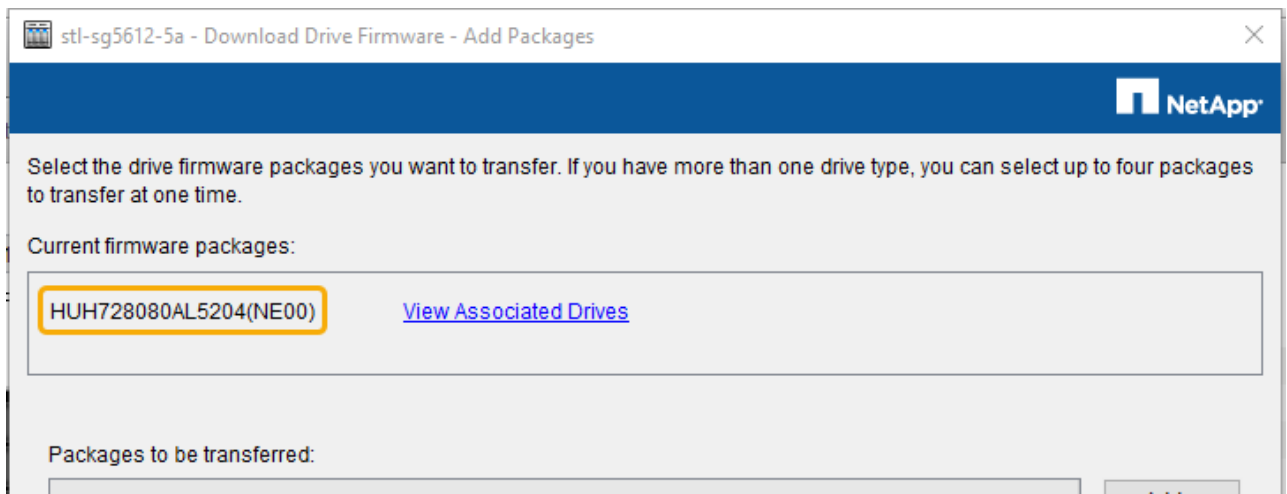 stl-sg5612-5a - Download Drive Firmware - Add Packages
NetApp
Select the drive firmware packages you want to transfer. If you have more than one drive type, you can select up to four packages
to transfer at one time.
Current firmware packages:
HUH728080AL5204(NE00) View Associated Drives
Packages to be transferred: